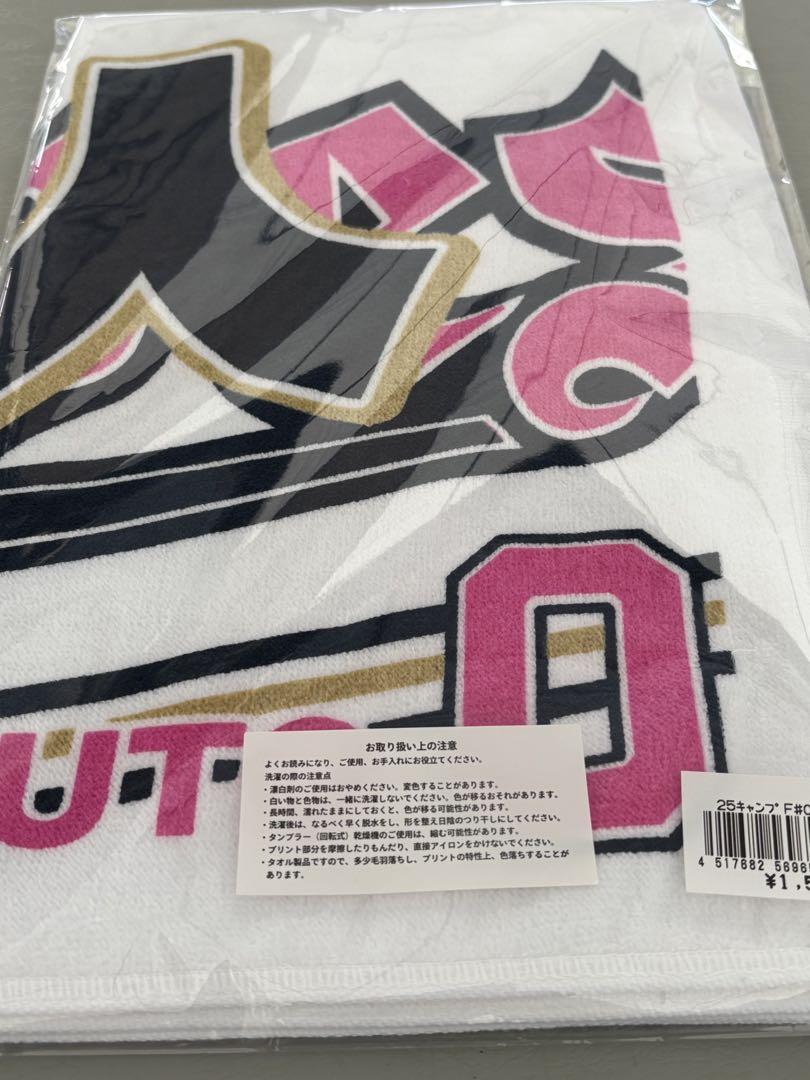 0
UTO
お取り扱い上の注意
よくお読みになり、ご使用、お手入れにお役立てください。
洗濯の際の注意点
・漂白剤のご使用はおやめください。変色することがあります。
・白い物と色物は、一緒に洗濯しないでください。色が移るおそれがあります。
・長時間、濡れたままにしておくと、色が移る可能性があります。
・洗濯後は、なるべく早く脱水をし、形を整え日陰のつり干しにしてください。
・タンブラー（回転式）乾燥機のご使用は、縮む可能性があります。
・プリント部分を摩擦したりもんだり、直接アイロンをかけないでください。
・タオル製品ですので、多少毛羽落ちし、プリントの特性上、色落ちすることが
あります。
25キャンプF#0
4 517682 5696
¥1,5